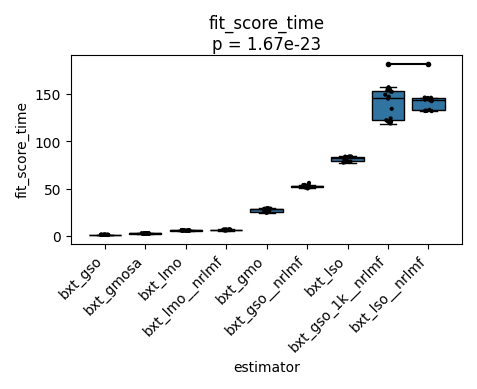 fit_score_time
p = 1.67e-23
fit_score_time
150
100
50
0
bxt_gso
bxt_gmosa
bxt_lmo
bxt_lmo__nrlmf
bxt_gmo
bxt_gso__nrlmf
bxt_lso
bxt_gso_1k__nrlmf
bxt_lso__nrlmf
estimator